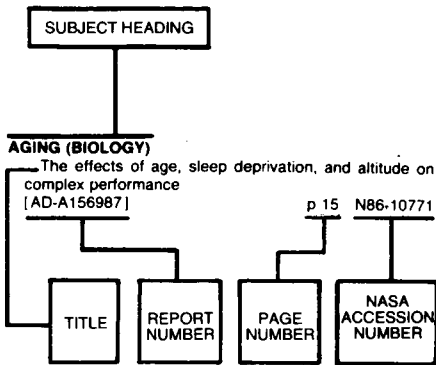 SUBJECT HEADING
AGING (BIOLOGY)
The effects of age, sleep deprivation, and altitude on
complex performance
[AD-A156987] p 15 N86-10771
TITLE
REPORT
NUMBER
PAGE
NUMBER
NASA
ACCESSION
NUMBER